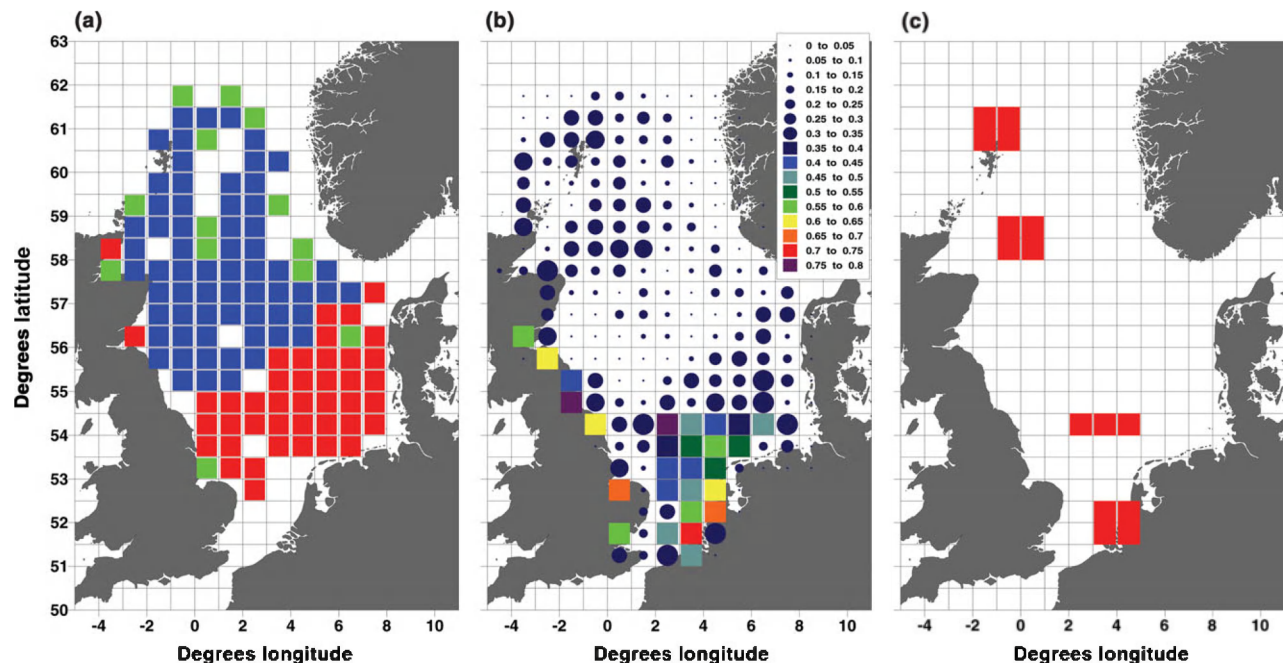 (a)
(b)
(c)
63
62
61
60
59
58
57
56
55
54
53
52
51
50
Degrees latitude
0 to 0.05
0.05 to 0.1
0.1 to 0.15
0.15 to 0.2
0.2 to 0.25
0.25 to 0.3
0.3 to 0.35
0.35 to 0.4
0.4 to 0.45
0.45 to 0.5
0.5 to 0.55
0.55 to 0.6
0.6 to 0.65
0.65 to 0.7
0.7 to 0.75
0.75 to 0.8
-4 -2 0 2 4 6 8 10
-4 -2 0 2 4 6 8 10
-4 -2 0 2 4 6 8 10
Degrees longitude
Degrees longitude
Degrees longitude